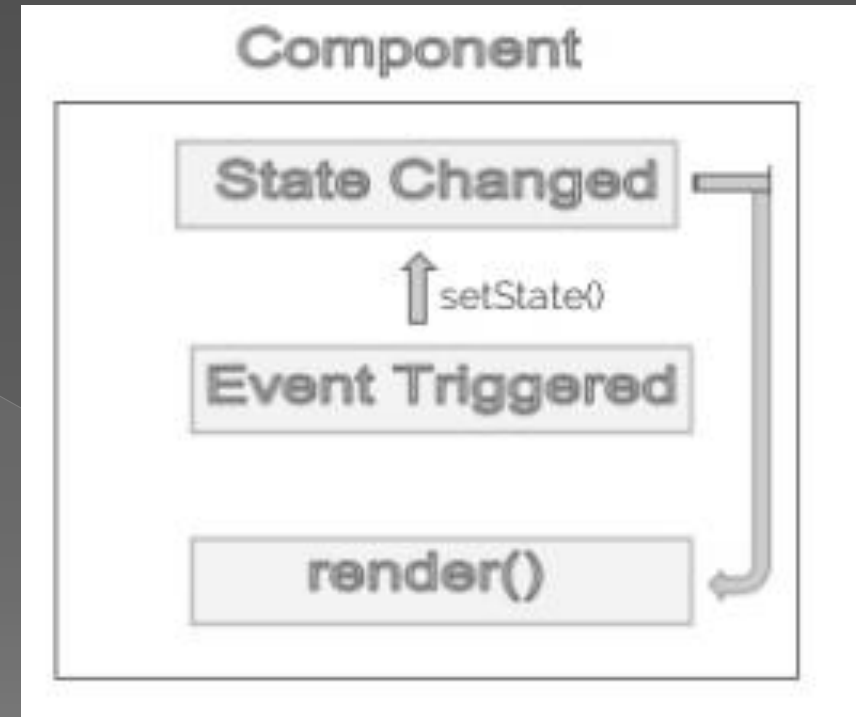 Component
State Changed
setState()
Event Triggered
render()